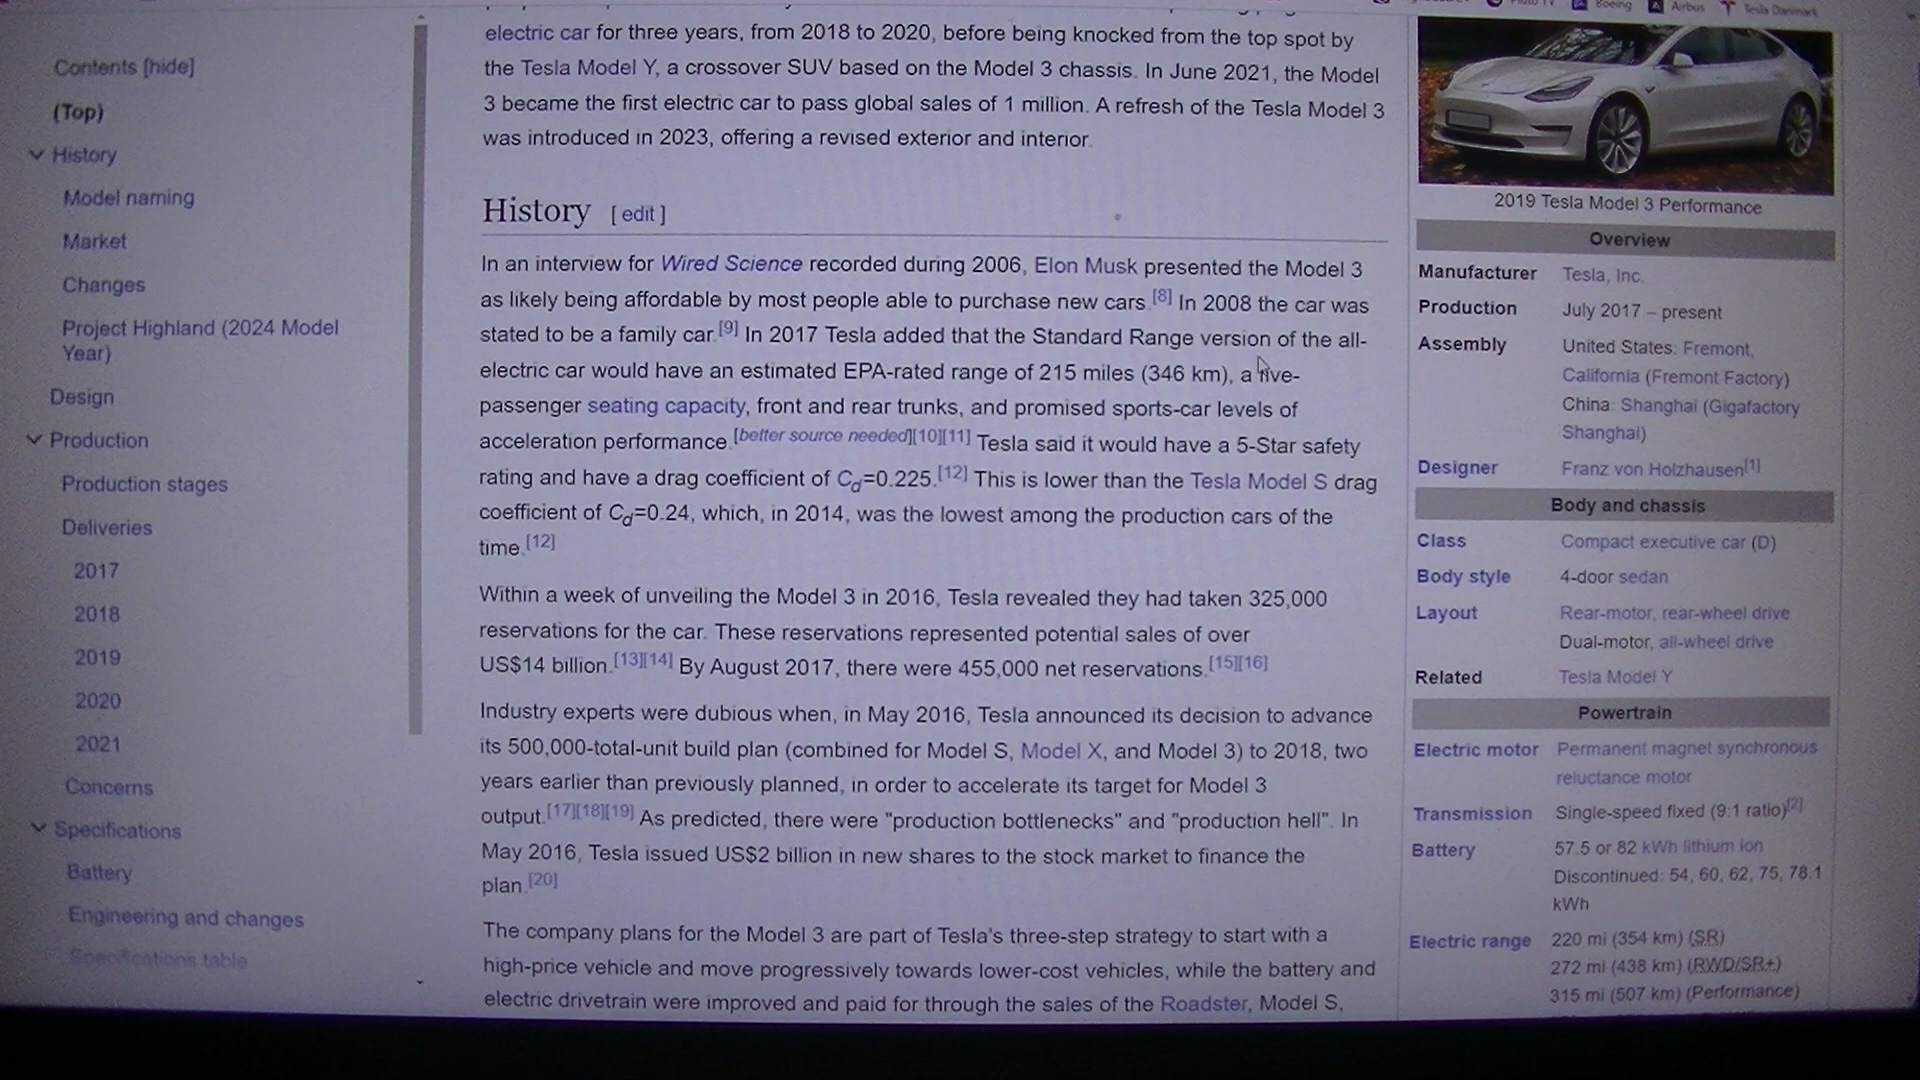 Boeing
Airbus
Tesla Danmark
Contents [hide]
(Top)
History
Model naming
Market
Changes
Project Highland (2024 Model
Year)
Design
Production
Production stages
Deliveries
2017
2018
2019
2020
2021
Concerns
Specifications
Battery
Engineering and changes
Specifications table
electric car for three years, from 2018 to 2020, before being knocked from the top spot by
the Tesla Model Y, a crossover SUV based on the Model 3 chassis. In June 2021, the Model
3 became the first electric car to pass global sales of 1 million. A refresh of the Tesla Model 3
was introduced in 2023, offering a revised exterior and interior.
History [ edit ]
In an interview for Wired Science recorded during 2006, Elon Musk presented the Model 3
as likely being affordable by most people able to purchase new cars.[8] In 2008 the car was
stated to be a family car.[9] In 2017 Tesla added that the Standard Range version of the all-
electric car would have an estimated EPA-rated range of 215 miles (346 km), a five-
passenger seating capacity, front and rear trunks, and promised sports-car levels of
acceleration performance.[better source needed][10][11] Tesla said it would have a 5-Star safety
rating and have a drag coefficient of Cd=0.225.[12] This is lower than the Tesla Model S drag
coefficient of Cd=0.24, which, in 2014, was the lowest among the production cars of the
time.[12]
Within a week of unveiling the Model 3 in 2016, Tesla revealed they had taken 325,000
reservations for the car. These reservations represented potential sales of over
US$14 billion.[13][14] By August 2017, there were 455,000 net reservations.[15][16]
Industry experts were dubious when, in May 2016, Tesla announced its decision to advance
its 500,000-total-unit build plan (combined for Model S, Model X, and Model 3) to 2018, two
years earlier than previously planned, in order to accelerate its target for Model 3
output.[17][18][19] As predicted, there were "production bottlenecks" and "production hell". In
May 2016, Tesla issued US$2 billion in new shares to the stock market to finance the
plan.[20]
The company plans for the Model 3 are part of Tesla's three-step strategy to start with a
high-price vehicle and move progressively towards lower-cost vehicles, while the battery and
electric drivetrain were improved and paid for through the sales of the Roadster, Model S,
2019 Tesla Model 3 Performance
Overview
Manufacturer Tesla, Inc.
Production July 2017 – present
Assembly United States: Fremont,
California (Fremont Factory)
China: Shanghai (Gigafactory
Shanghai)
Designer Franz von Holzhausen[1]
Body and chassis
Class Compact executive car (D)
Body style 4-door sedan
Layout Rear-motor, rear-wheel drive
Dual-motor, all-wheel drive
Related Tesla Model Y
Powertrain
Electric motor Permanent magnet synchronous
reluctance motor
Transmission Single-speed fixed (9:1 ratio)[2]
Battery 57.5 or 82 kWh lithium ion
Discontinued: 54, 60, 62, 75, 78.1
kWh
Electric range 220 mi (354 km) (SR)
272 mi (438 km) (RWD/SR+)
315 mi (507 km) (Performance)